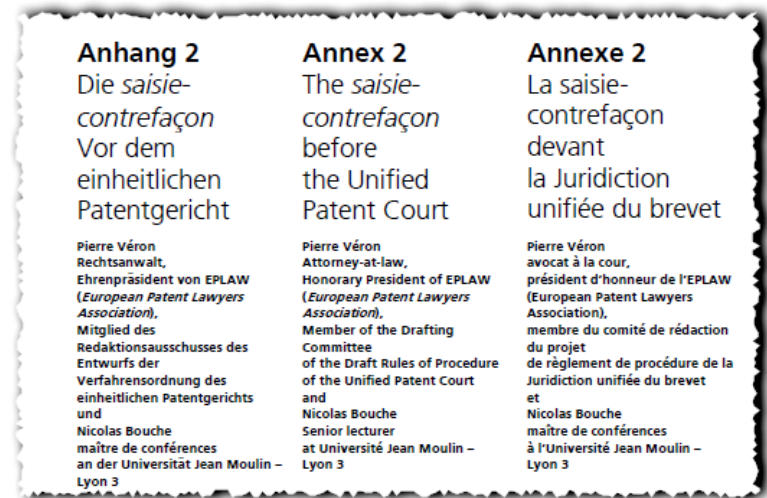 Anhang 2
Die saisie-
contrefaçon
Vor dem
einheitlichen
Patentgericht
Pierre Véron
Rechtsanwalt,
Ehrenpräsident von EPLAW
(European Patent Lawyers
Association),
Mitglied des
Redaktionsausschusses des
Entwurfs der
Verfahrensordnung des
einheitlichen Patentgerichts
und
Nicolas Bouche
maître de conférences
an der Universität Jean Moulin –
Lyon 3
Annex 2
The saisie-
contrefaçon
before
the Unified
Patent Court
Pierre Véron
Attorney-at-law,
Honorary President of EPLAW
(European Patent Lawyers
Association),
Member of the Drafting
Committee
of the Draft Rules of Procedure
of the Unified Patent Court
and
Nicolas Bouche
Senior lecturer
at Université Jean Moulin –
Lyon 3
Annexe 2
La saisie-
contrefaçon
devant
la Juridiction
unifiée du brevet
Pierre Véron
avocat à la cour,
président d'honneur de l'EPLAW
(European Patent Lawyers
Association),
membre du comité de rédaction
du projet
de règlement de procédure de la
Juridiction unifiée du brevet
et
Nicolas Bouche
maître de conférences
à l'Université Jean Moulin –
Lyon 3